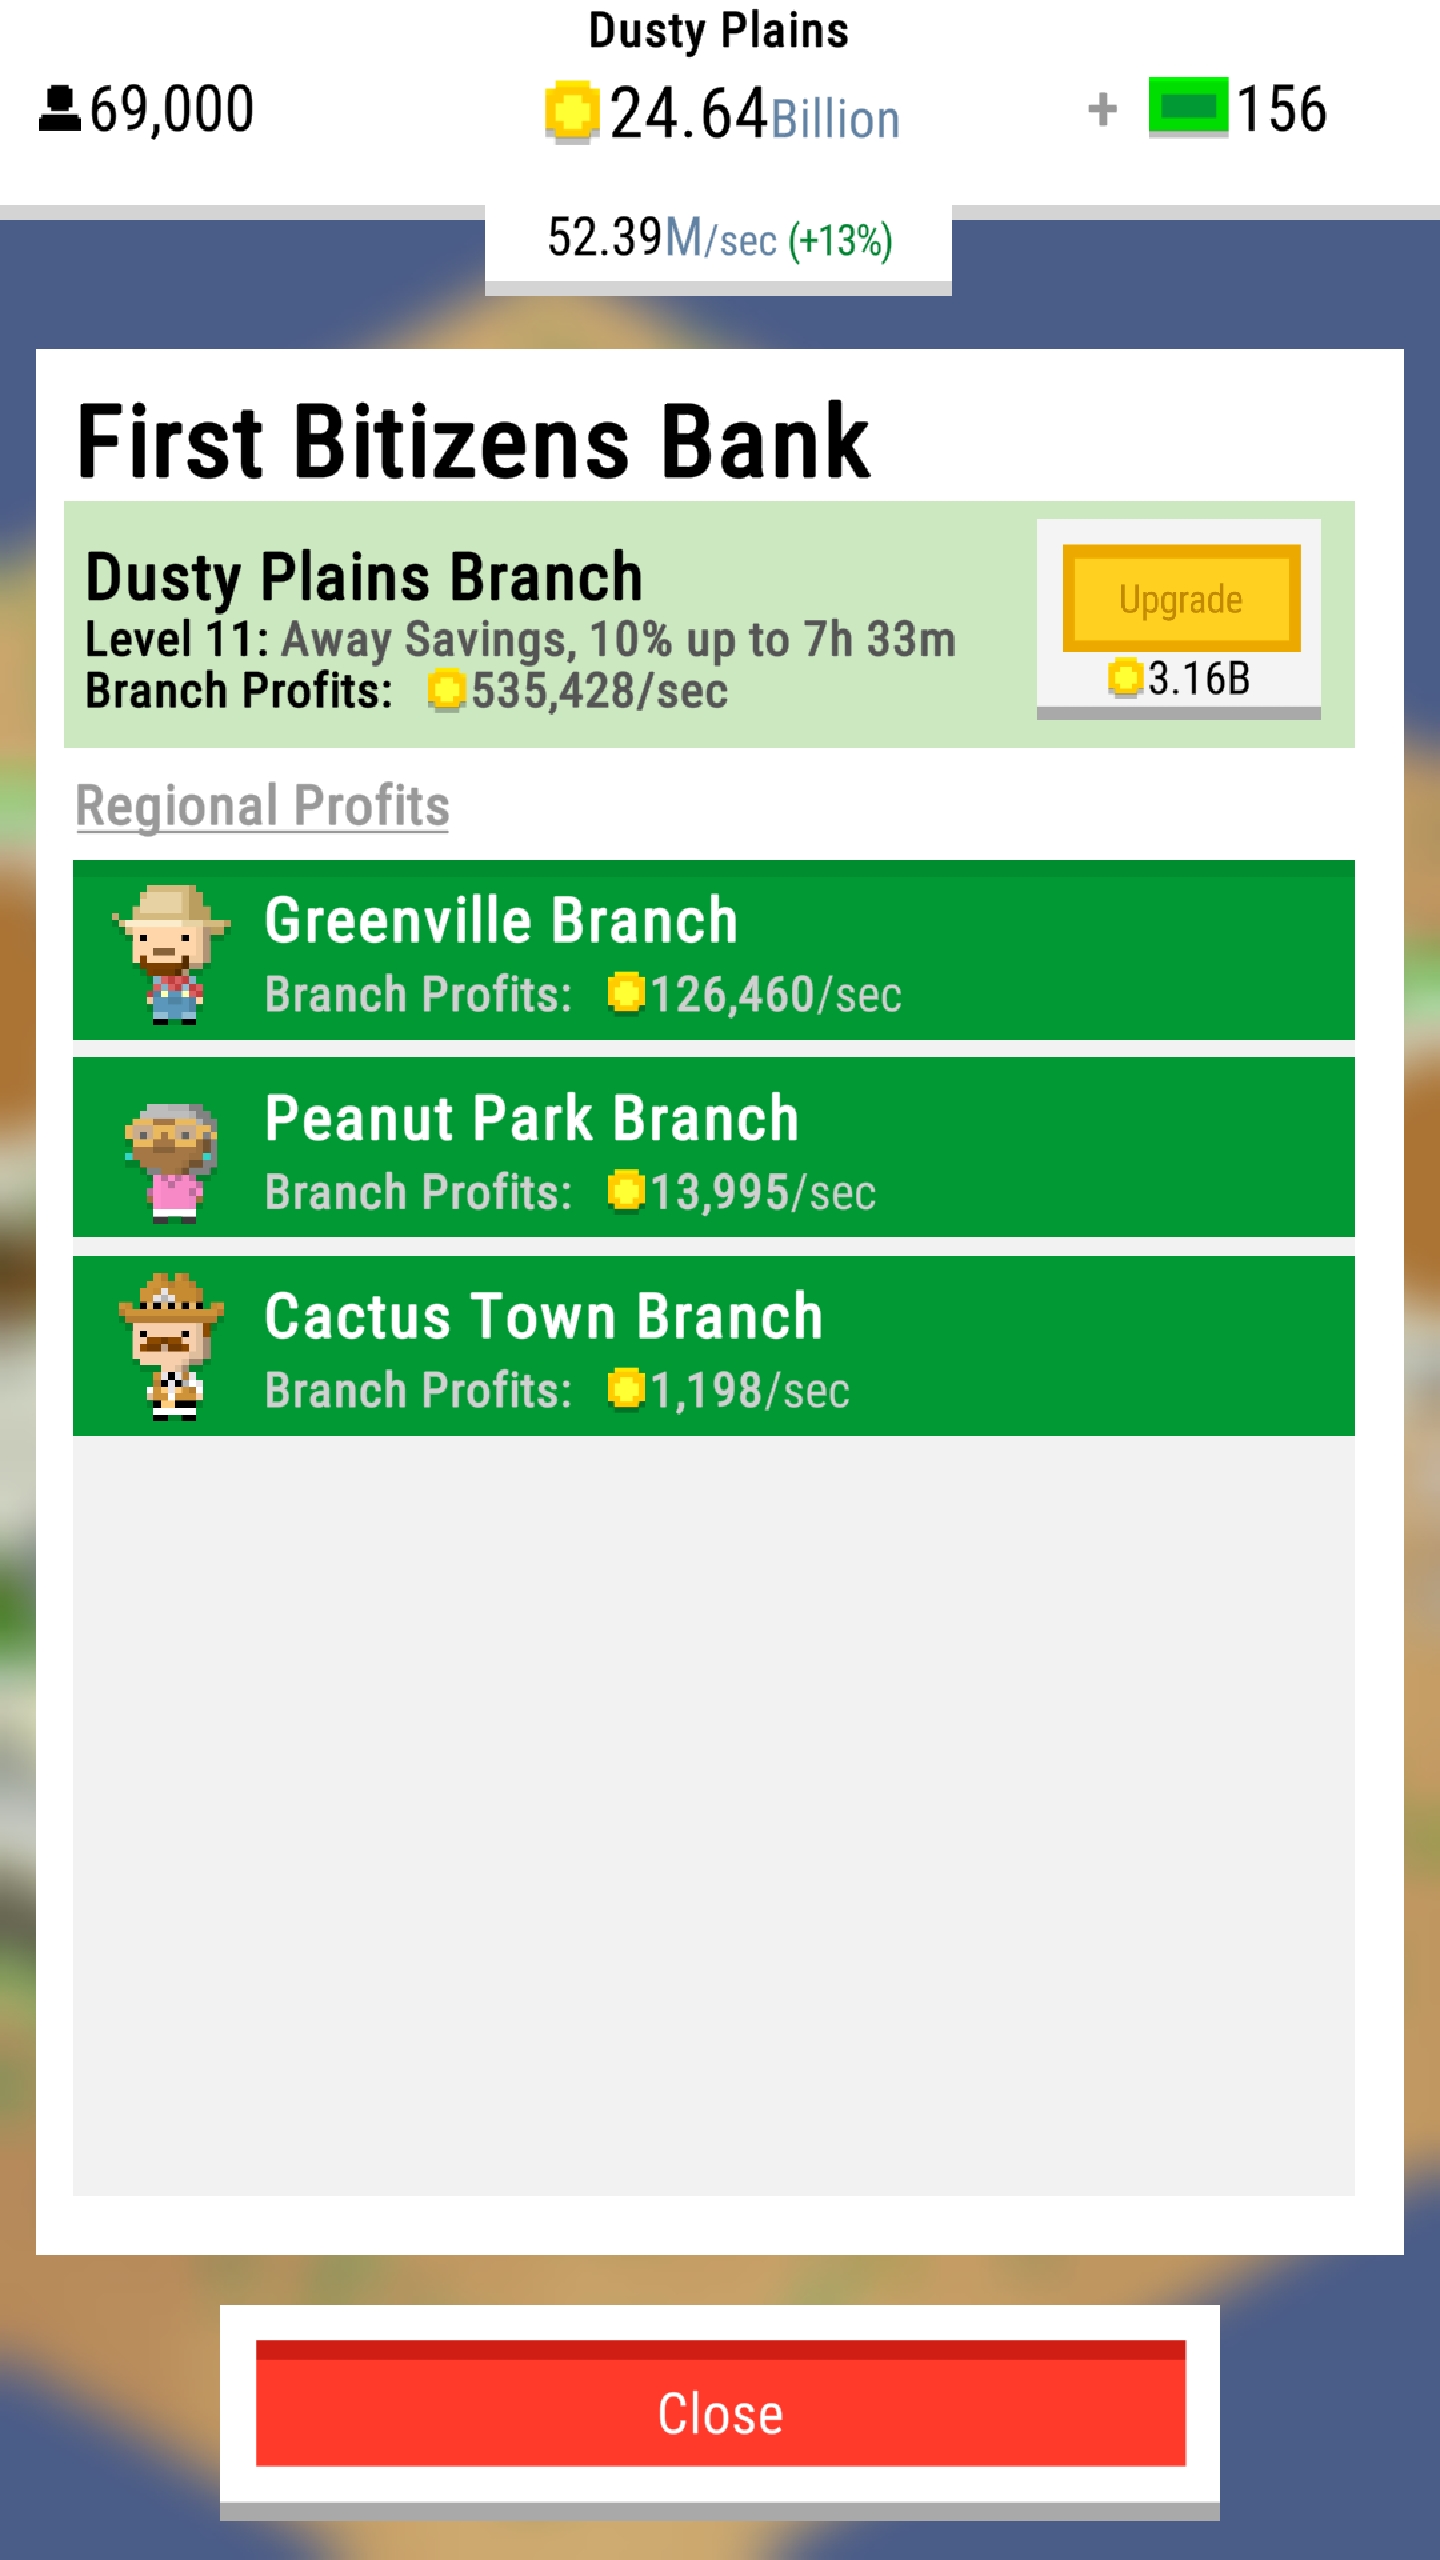 Dusty Plains
69,000 24.64Billion + 156
52.39M/sec (+13%)
First Bitizens Bank
Dusty Plains Branch
Level 11: Away Savings, 10% up to 7h 33m
Branch Profits: 535,428/sec
Upgrade
3.16B
Regional Profits
Greenville Branch
Branch Profits: 126,460/sec
Peanut Park Branch
Branch Profits: 13,995/sec
Cactus Town Branch
Branch Profits: 1,198/sec
Close